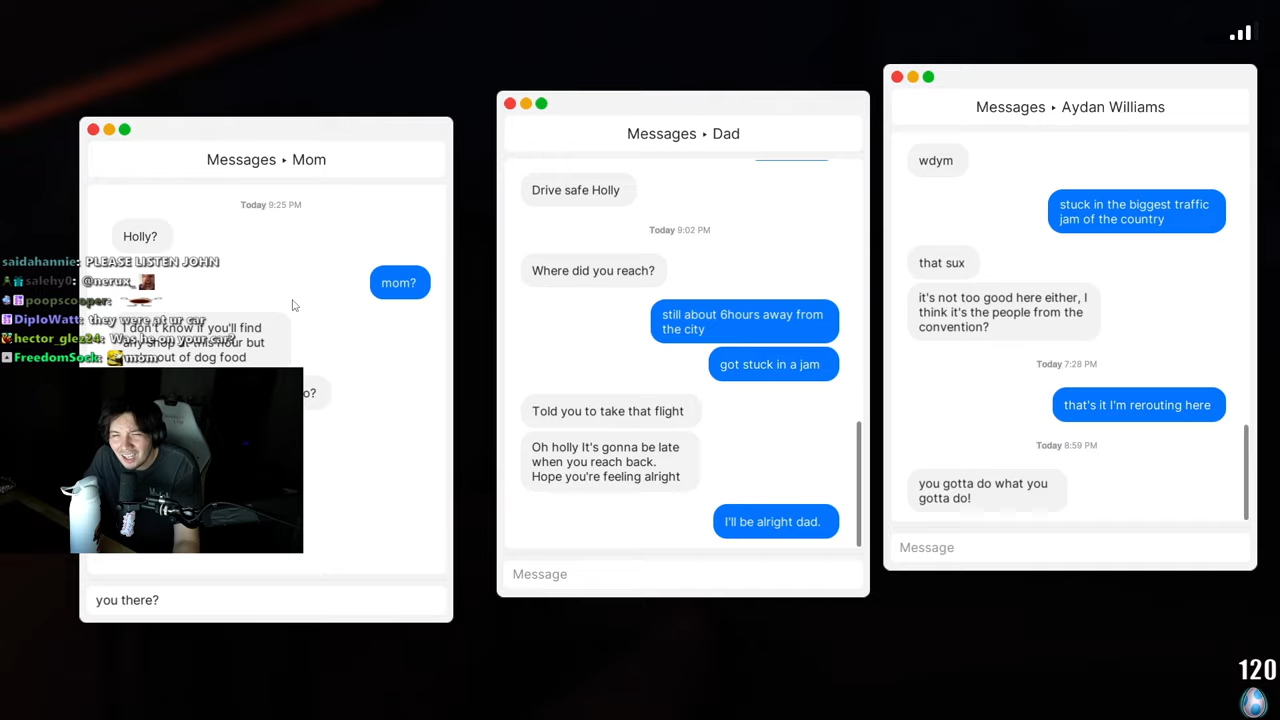 Messages ▸ Mom
Today 9:25 PM
Holly?
mom?
I don't know if you'll find
any shop at this hour but
out of dog food
o?
you there?
saidahannie: PLEASE LISTEN JOHN
salehy0: @nerux_
poopscooper:
DiploWatt: they were at ur car
hector_glez24: Was he on your car?
FreedomSock: mom
Messages ▸ Dad
Drive safe Holly
Today 9:02 PM
Where did you reach?
still about 6hours away from
the city
got stuck in a jam
Told you to take that flight
Oh holly It's gonna be late
when you reach back.
Hope you're feeling alright
I'll be alright dad.
Message
Messages ▸ Aydan Williams
wdym
stuck in the biggest traffic
jam of the country
that sux
it's not too good here either, I
think it's the people from the
convention?
Today 7:28 PM
that's it I'm rerouting here
Today 8:59 PM
you gotta do what you
gotta do!
Message
120